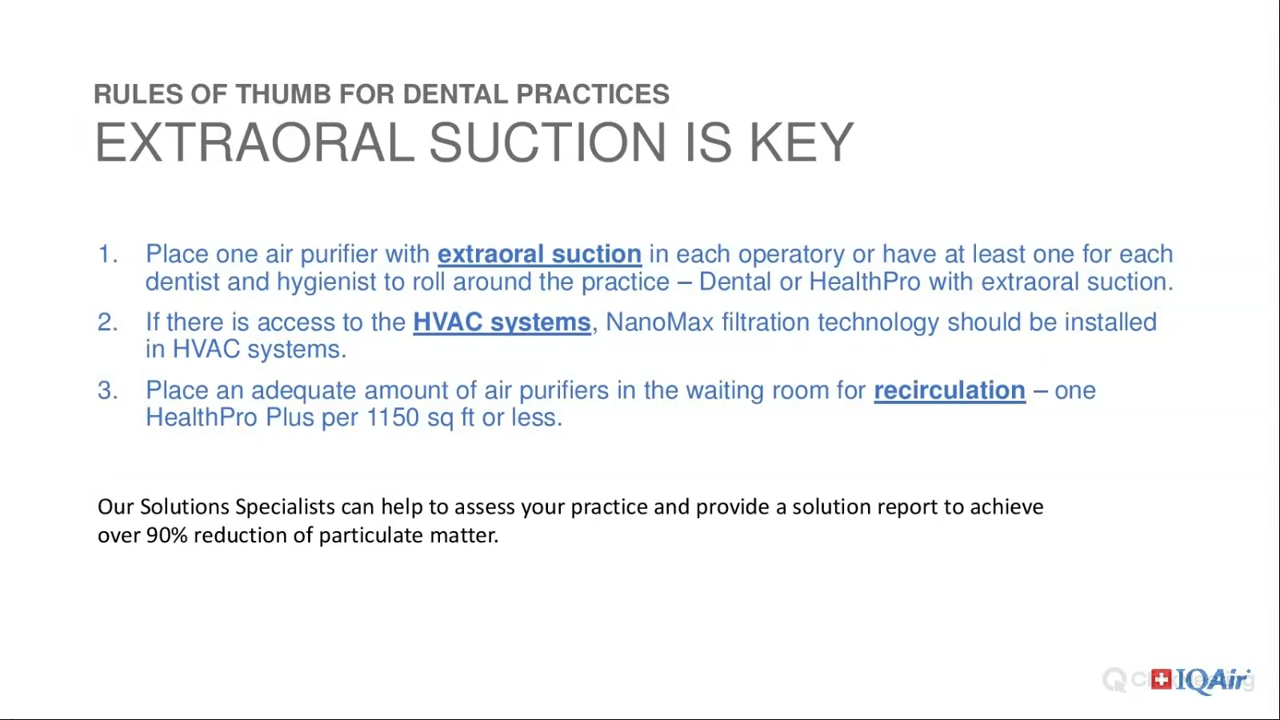 RULES OF THUMB FOR DENTAL PRACTICES
EXTRAORAL SUCTION IS KEY
1. Place one air purifier with extraoral suction in each operatory or have at least one for each
dentist and hygienist to roll around the practice – Dental or HealthPro with extraoral suction.
2. If there is access to the HVAC systems, NanoMax filtration technology should be installed
in HVAC systems.
3. Place an adequate amount of air purifiers in the waiting room for recirculation – one
HealthPro Plus per 1150 sq ft or less.
Our Solutions Specialists can help to assess your practice and provide a solution report to achieve
over 90% reduction of particulate matter.
IQAir